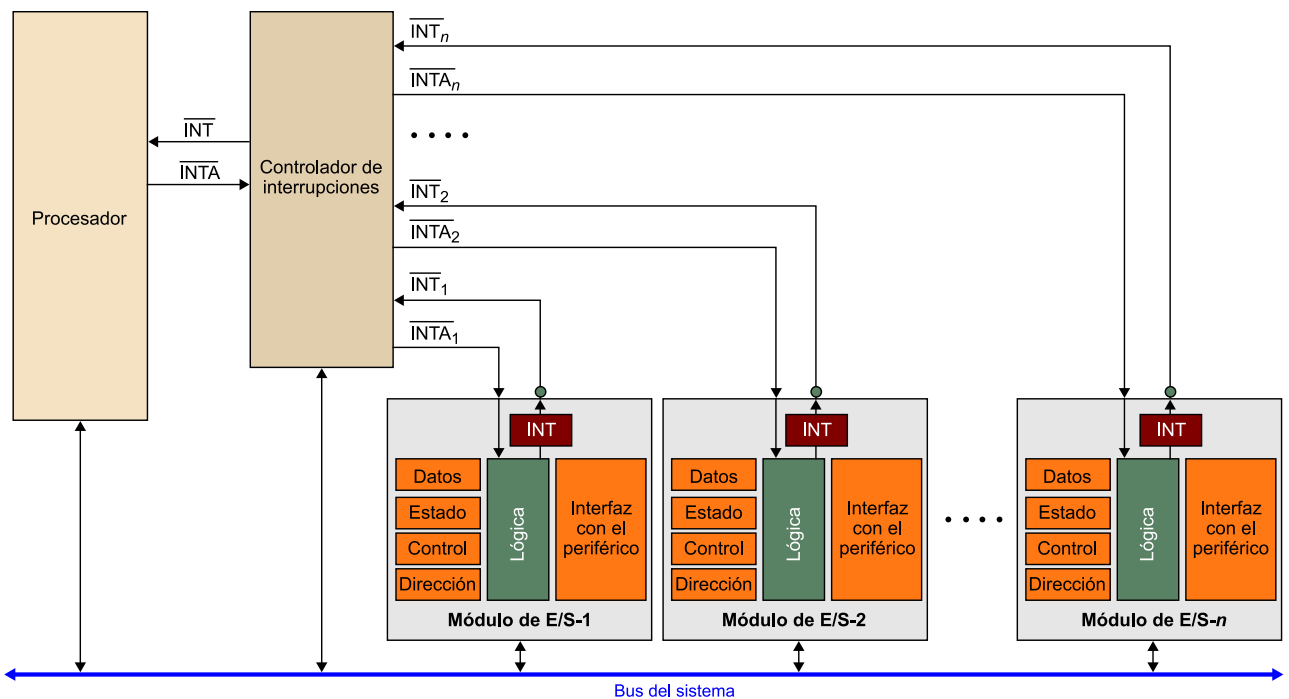 INTn
INTAn
INT
INTA
Controlador de
interrupciones
Procesador
INT2
INTA2
INT1
INTA1
INT
Datos
Estado
Control
Dirección
Lógica
Interfaz
con el
periférico
Módulo de E/S-1
INT
Datos
Estado
Control
Dirección
Lógica
Interfaz
con el
periférico
Módulo de E/S-2
INT
Datos
Estado
Control
Dirección
Lógica
Interfaz
con el
periférico
Módulo de E/S-n
Bus del sistema